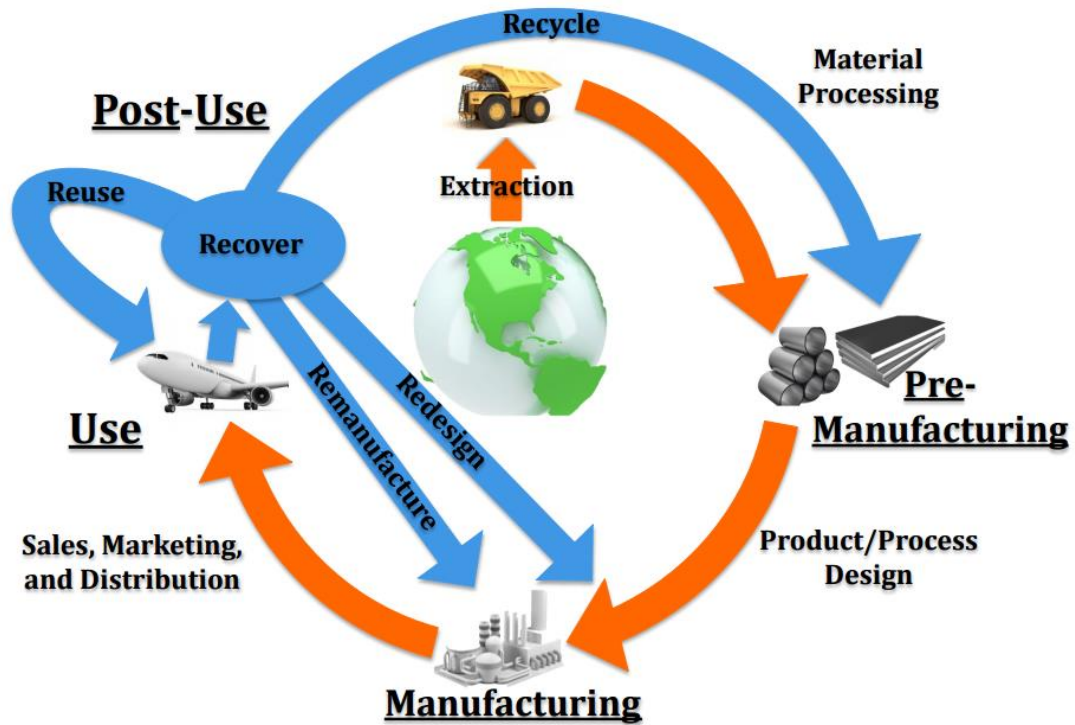 Recycle
Material
Processing
Post-Use
Extraction
Reuse
Recover
Remanufacture
Redesign
Use
Pre-
Manufacturing
Sales, Marketing,
and Distribution
Product/Process
Design
Manufacturing